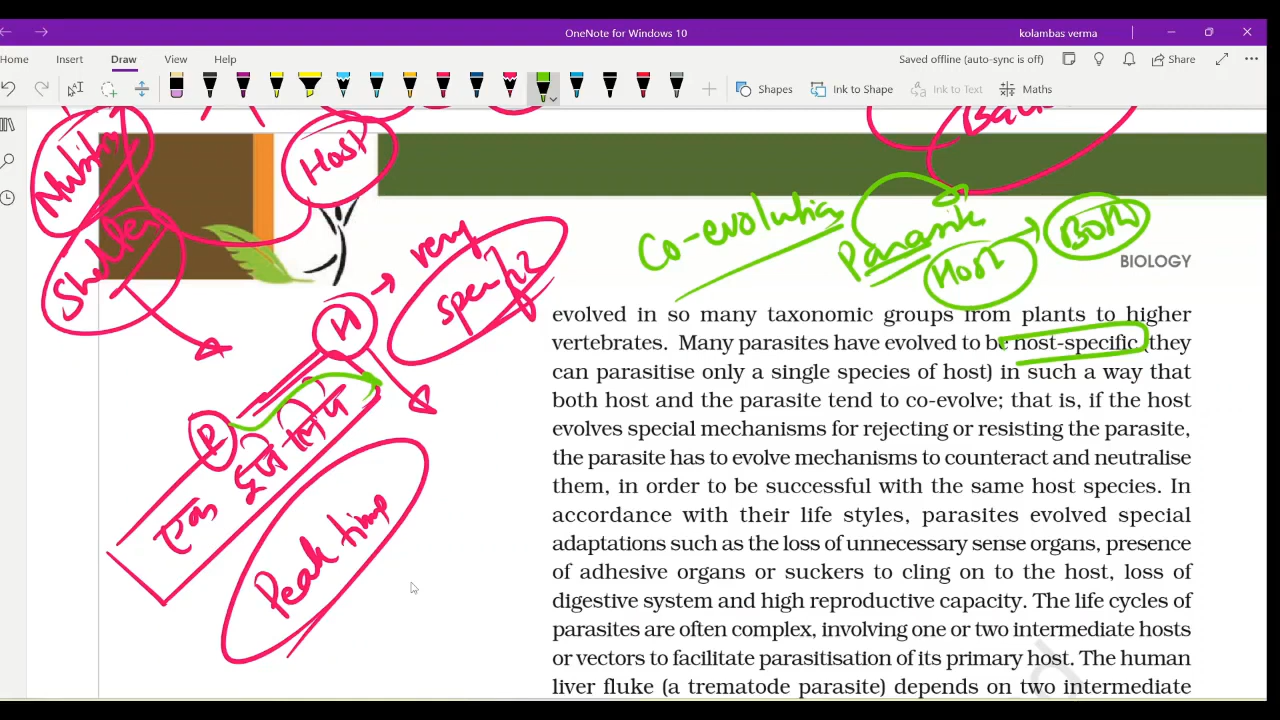 OneNote for Windows 10
kolambas verma
Home Insert Draw View Help
Saved offline (auto-sync is off)
Share
Shapes
Ink to Shape
Ink to Text
Maths
Host
Shelter
very
H
P
Peak time
Co-evolution
Parasite
Host
Both
BIOLOGY
evolved in so many taxonomic groups from plants to higher
vertebrates. Many parasites have evolved to be host-specific (they
can parasitise only a single species of host) in such a way that
both host and the parasite tend to co-evolve; that is, if the host
evolves special mechanisms for rejecting or resisting the parasite,
the parasite has to evolve mechanisms to counteract and neutralise
them, in order to be successful with the same host species. In
accordance with their life styles, parasites evolved special
adaptations such as the loss of unnecessary sense organs, presence
of adhesive organs or suckers to cling on to the host, loss of
digestive system and high reproductive capacity. The life cycles of
parasites are often complex, involving one or two intermediate hosts
or vectors to facilitate parasitisation of its primary host. The human
liver fluke (a trematode parasite) depends on two intermediate